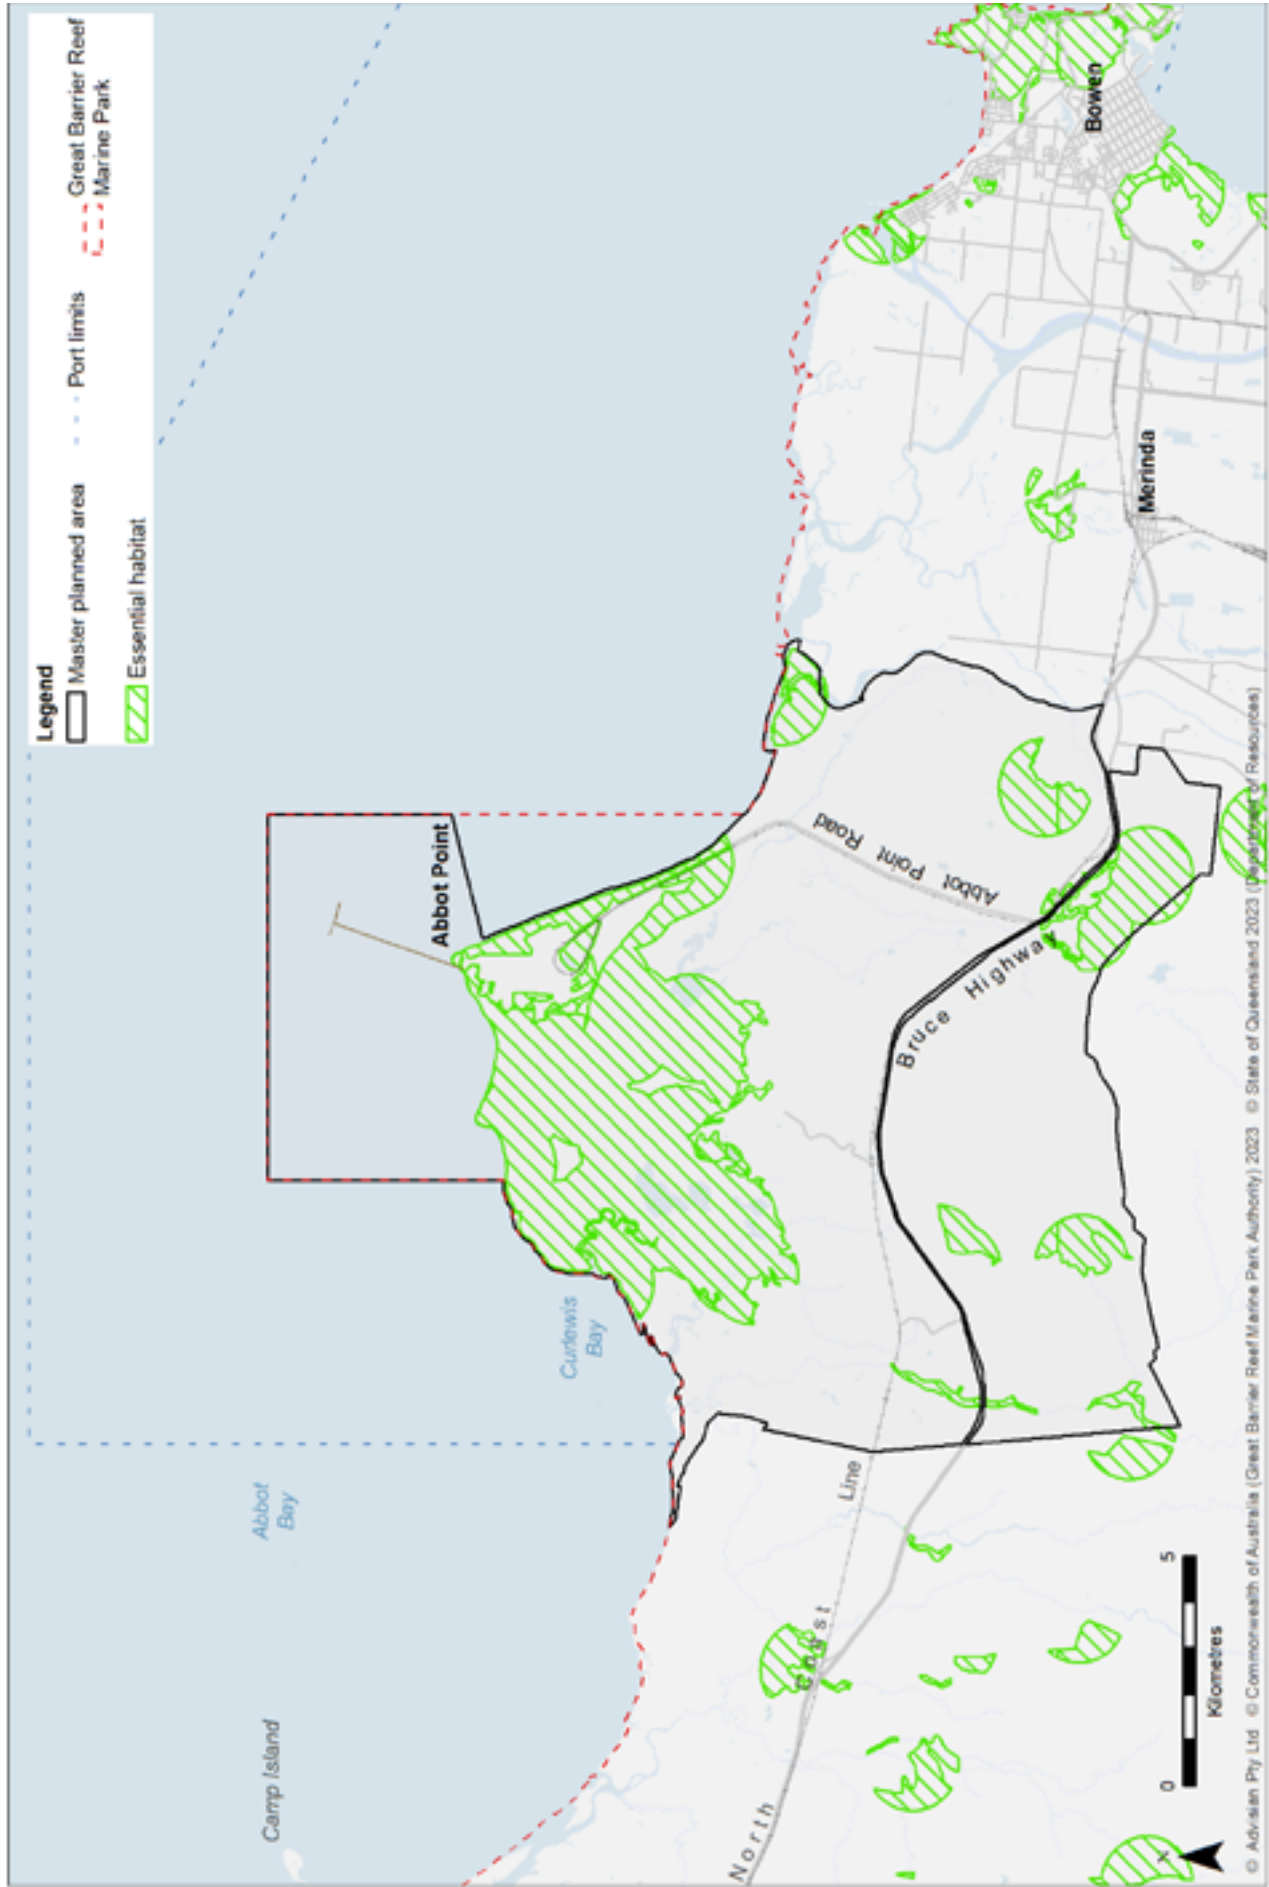 Legend
Master planned area
Port limits
Great Barrier Reef
Marine Park
Essential habitat
Camp Island
Abbot
Bay
Curlewis
Bay
Abbot Point
Abbot Point Road
Bruce Highway
North Coast Line
Merinda
Bowen
0 5
Kilometres
© Advisian Pty Ltd © Commonwealth of Australia (Great Barrier Reef Marine Park Authority) 2023 © State of Queensland 2023 (Department of Resources)